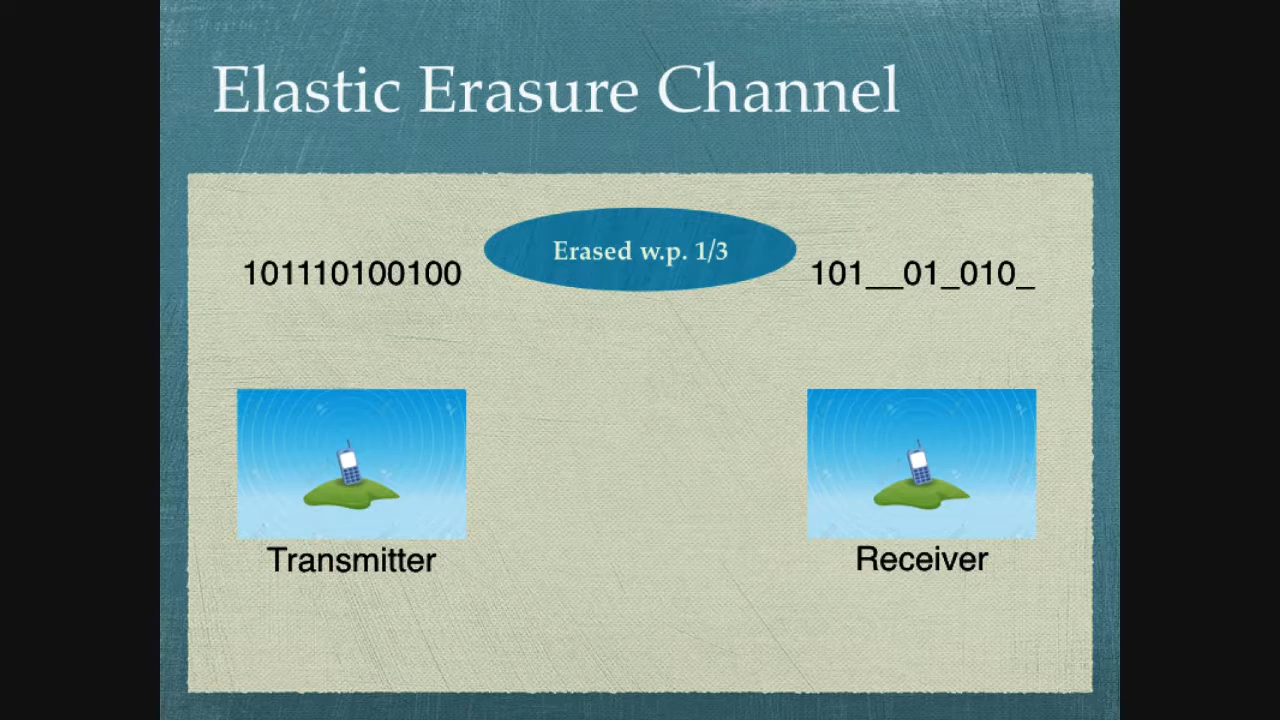 Elastic Erasure Channel
Erased w.p. 1/3
101110100100
101__01_010_
Transmitter
Receiver